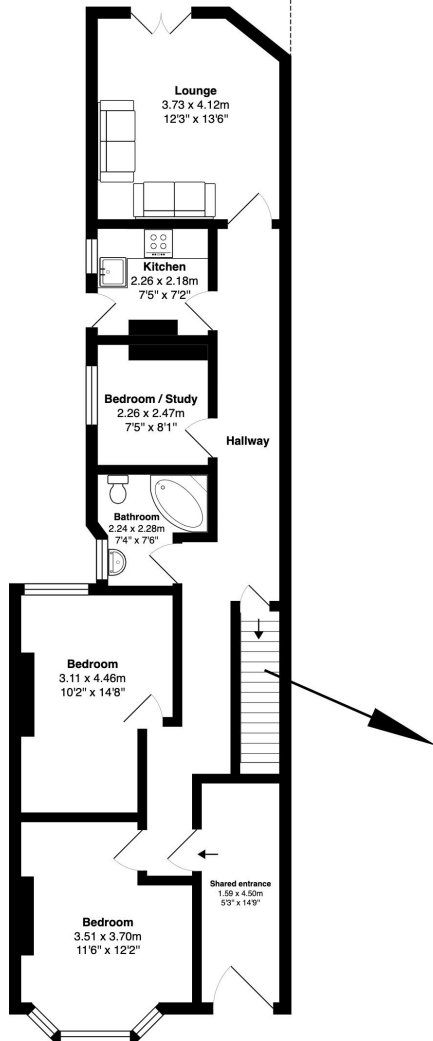 Lounge
3.73 x 4.12m
12'3" x 13'6"
Kitchen
2.26 x 2.18m
7'5" x 7'2"
Bedroom / Study
2.26 x 2.47m
7'5" x 8'1"
Hallway
Bathroom
2.24 x 2.28m
7'4" x 7'6"
Bedroom
3.11 x 4.46m
10'2" x 14'8"
Shared entrance
1.59 x 4.50m
5'3" x 14'9"
Bedroom
3.51 x 3.70m
11'6" x 12'2"